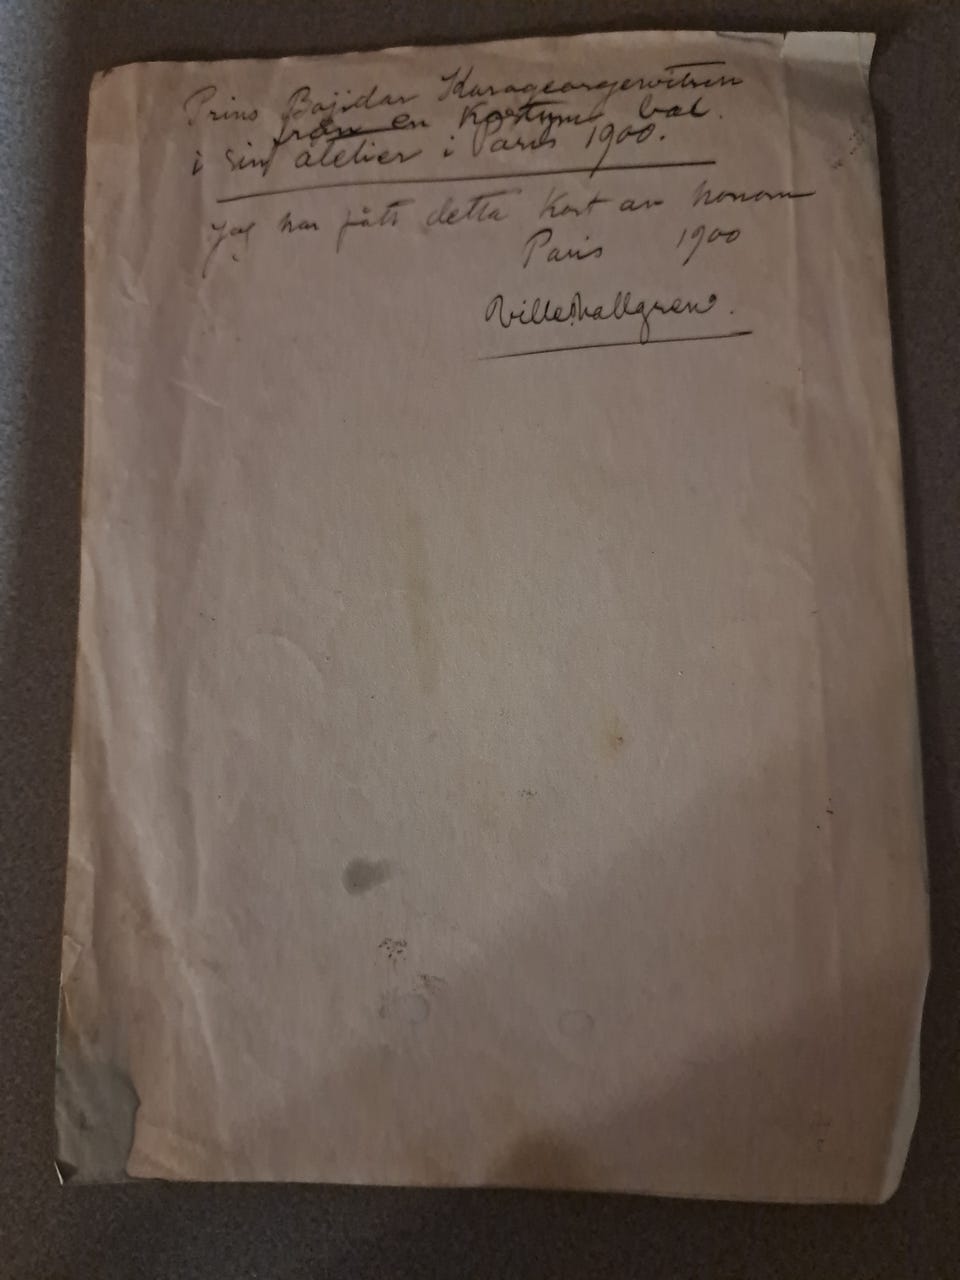 Prins Bojidar Karageorgewitsch
från en Kostym bal.
i sin atelier i Paris 1900.
Jag har fått detta Kort av honom
Paris 1900
Ville Vallgren.